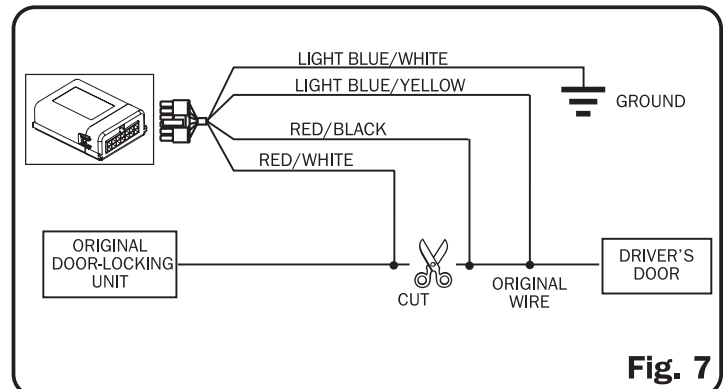 LIGHT BLUE/WHITE
LIGHT BLUE/YELLOW
GROUND
RED/BLACK
RED/WHITE
ORIGINAL
DOOR-LOCKING
UNIT
CUT
ORIGINAL
WIRE
DRIVER'S
DOOR
Fig. 7